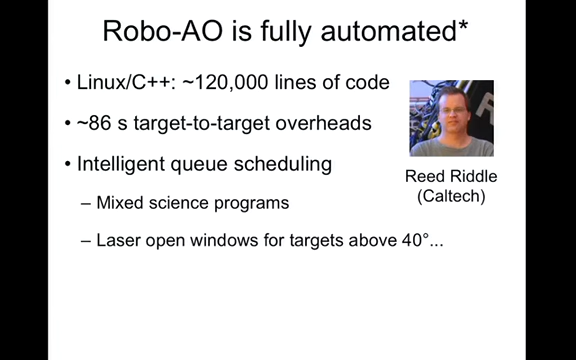 Robo-AO is fully automated*
• Linux/C++: ~120,000 lines of code
• ~86 s target-to-target overheads
• Intelligent queue scheduling
– Mixed science programs
– Laser open windows for targets above 40°...
Reed Riddle
(Caltech)